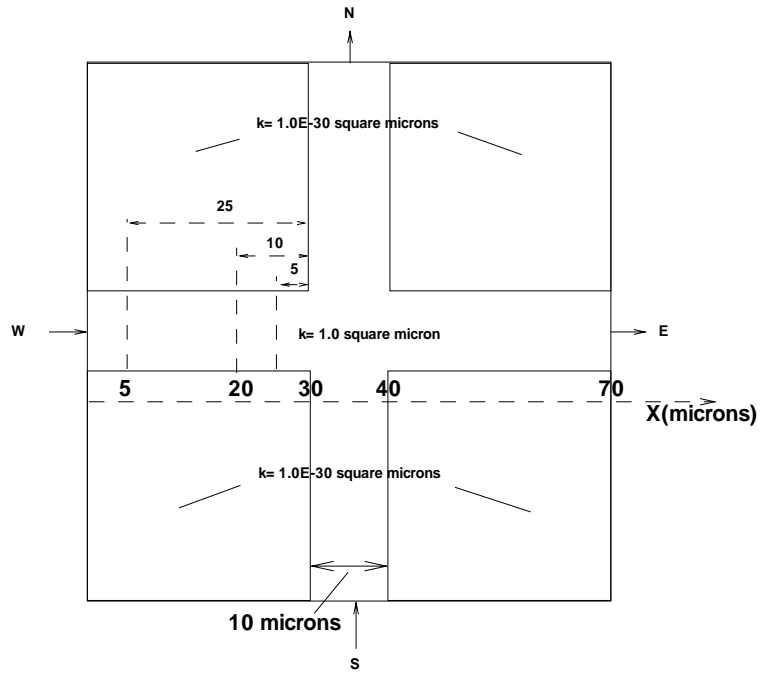 N
k= 1.0E-30 square microns
25
10
5
W
k= 1.0 square micron
E
5 20 30 40 70
X(microns)
k= 1.0E-30 square microns
10 microns
S